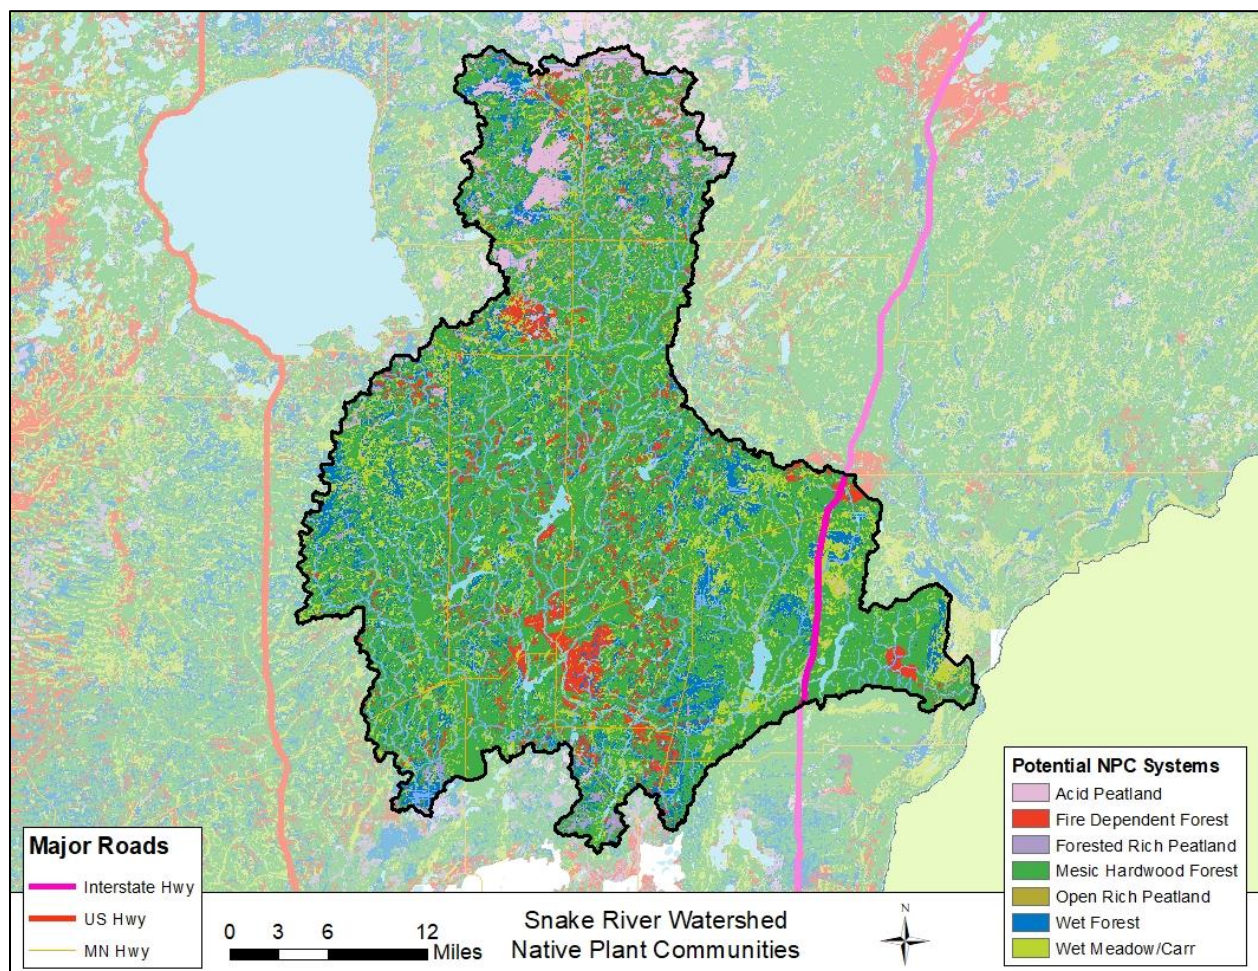 Major Roads
Interstate Hwy
US Hwy
MN Hwy
0 3 6 12
Miles
Snake River Watershed
Native Plant Communities
N
Potential NPC Systems
Acid Peatland
Fire Dependent Forest
Forested Rich Peatland
Mesic Hardwood Forest
Open Rich Peatland
Wet Forest
Wet Meadow/Carr